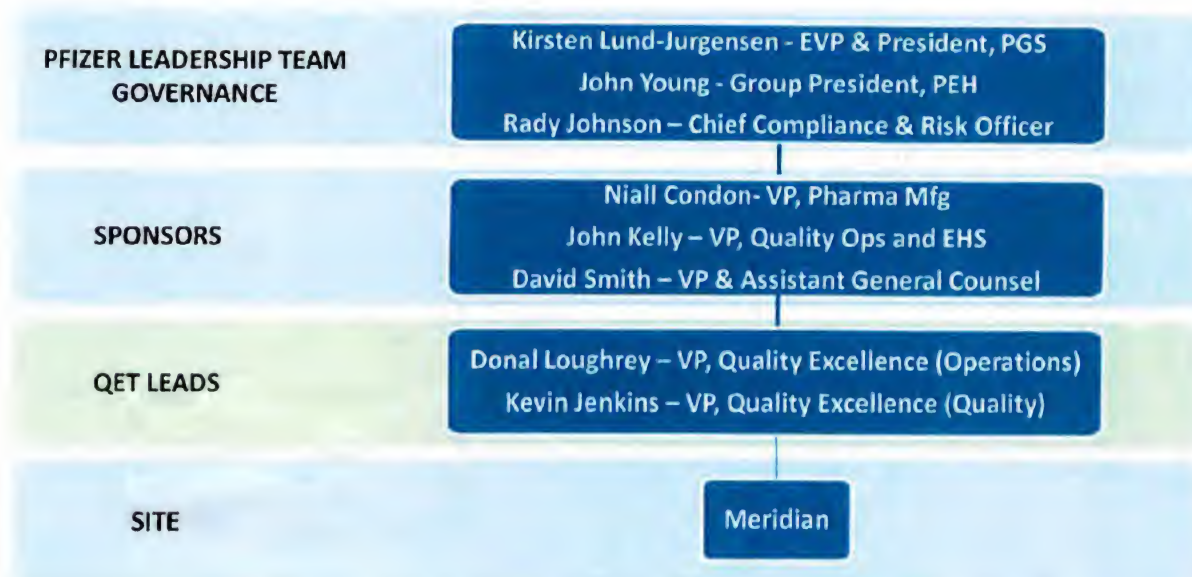 PFIZER LEADERSHIP TEAM
GOVERNANCE
Kirsten Lund-Jurgensen - EVP & President, PGS
John Young - Group President, PEH
Rady Johnson – Chief Compliance & Risk Officer
SPONSORS
Niall Condon- VP, Pharma Mfg
John Kelly – VP, Quality Ops and EHS
David Smith – VP & Assistant General Counsel
QET LEADS
Donal Loughrey – VP, Quality Excellence (Operations)
Kevin Jenkins – VP, Quality Excellence (Quality)
SITE
Meridian